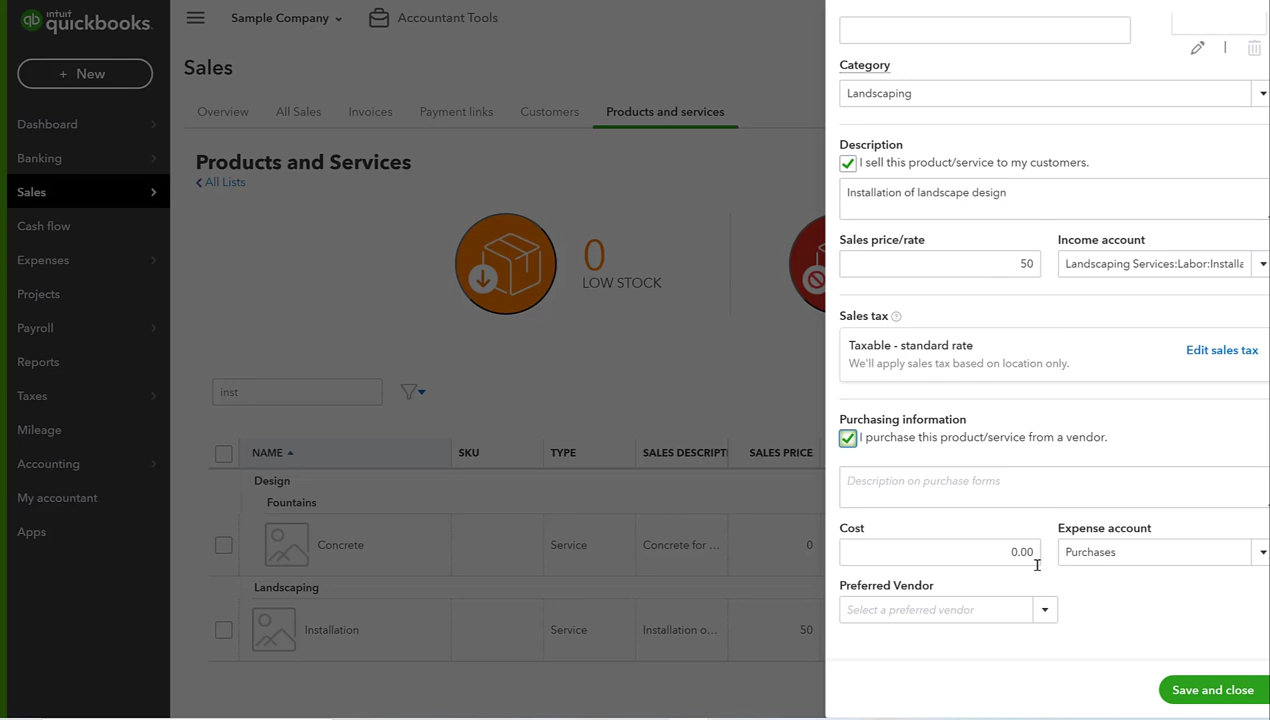 intuit
quickbooks.
Sample Company
Accountant Tools
+ New
Dashboard
Banking
Sales
Cash flow
Expenses
Projects
Payroll
Reports
Taxes
Mileage
Accounting
My accountant
Apps
Sales
Overview
All Sales
Invoices
Payment links
Customers
Products and services
Products and Services
All Lists
0
LOW STOCK
inst
NAME
SKU
TYPE
SALES DESCRIPTI
SALES PRICE
Design
Fountains
Concrete
Service
Concrete for ...
0
Landscaping
Installation
Service
Installation o...
50
Category
Landscaping
Description
I sell this product/service to my customers.
Installation of landscape design
Sales price/rate
Income account
50
Landscaping Services:Labor:Installa
Sales tax ?
Taxable - standard rate
We'll apply sales tax based on location only.
Edit sales tax
Purchasing information
I purchase this product/service from a vendor.
Description on purchase forms
Cost
Expense account
0.00
Purchases
Preferred Vendor
Select a preferred vendor
Save and close